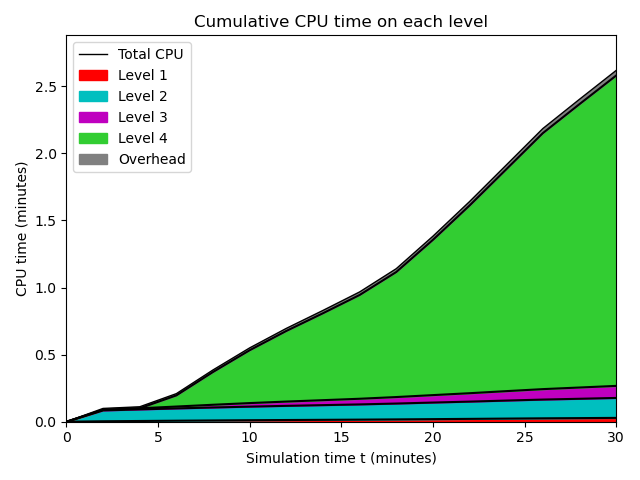 Cumulative CPU time on each level
Total CPU
Level 1
Level 2
Level 3
Level 4
Overhead
CPU time (minutes)
2.5
2.0
1.5
1.0
0.5
0.0
0 5 10 15 20 25 30
Simulation time t (minutes)